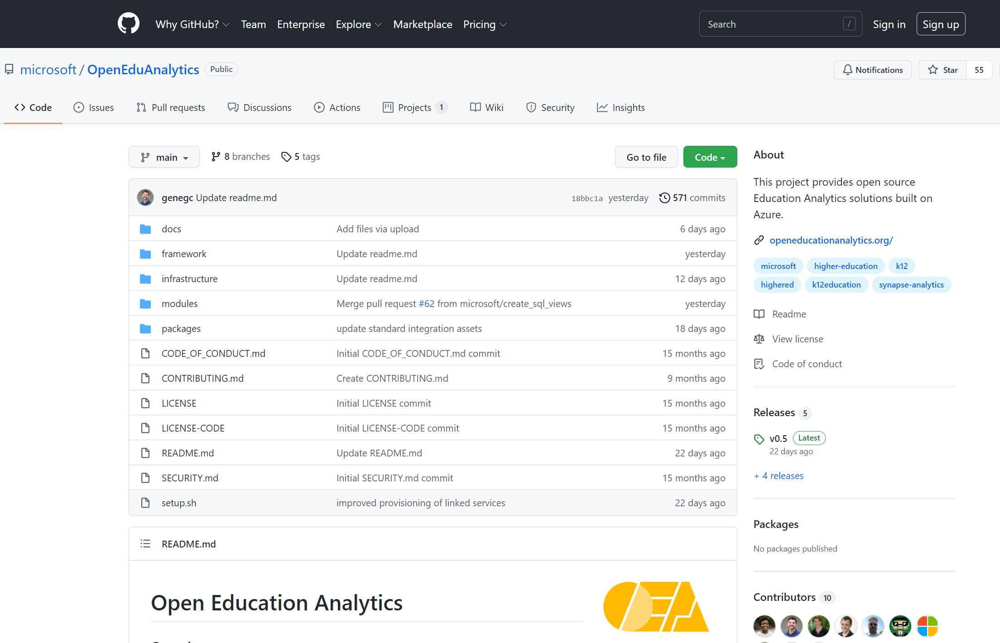 Why GitHub? Team Enterprise Explore Marketplace Pricing Search / Sign in Sign up
microsoft / OpenEduAnalytics Public Notifications Star 55
Code Issues Pull requests Discussions Actions Projects 1 Wiki Security Insights
main 8 branches 5 tags Go to file Code
genegc Update readme.md 18bbc1a yesterday 571 commits
docs Add files via upload 6 days ago
framework Update readme.md yesterday
infrastructure Update readme.md 12 days ago
modules Merge pull request #62 from microsoft/create_sql_views yesterday
packages update standard integration assets 18 days ago
CODE_OF_CONDUCT.md Initial CODE_OF_CONDUCT.md commit 15 months ago
CONTRIBUTING.md Create CONTRIBUTING.md 9 months ago
LICENSE Initial LICENSE commit 15 months ago
LICENSE-CODE Initial LICENSE-CODE commit 15 months ago
README.md Update README.md 22 days ago
SECURITY.md Initial SECURITY.md commit 15 months ago
setup.sh improved provisioning of linked services 22 days ago
README.md
Open Education Analytics
OEA
About
This project provides open source
Education Analytics solutions built on
Azure.
openeducationanalytics.org/
microsoft higher-education k12
highered k12education synapse-analytics
Readme
View license
Code of conduct
Releases 5
v0.5 Latest
22 days ago
+ 4 releases
Packages
No packages published
Contributors 10